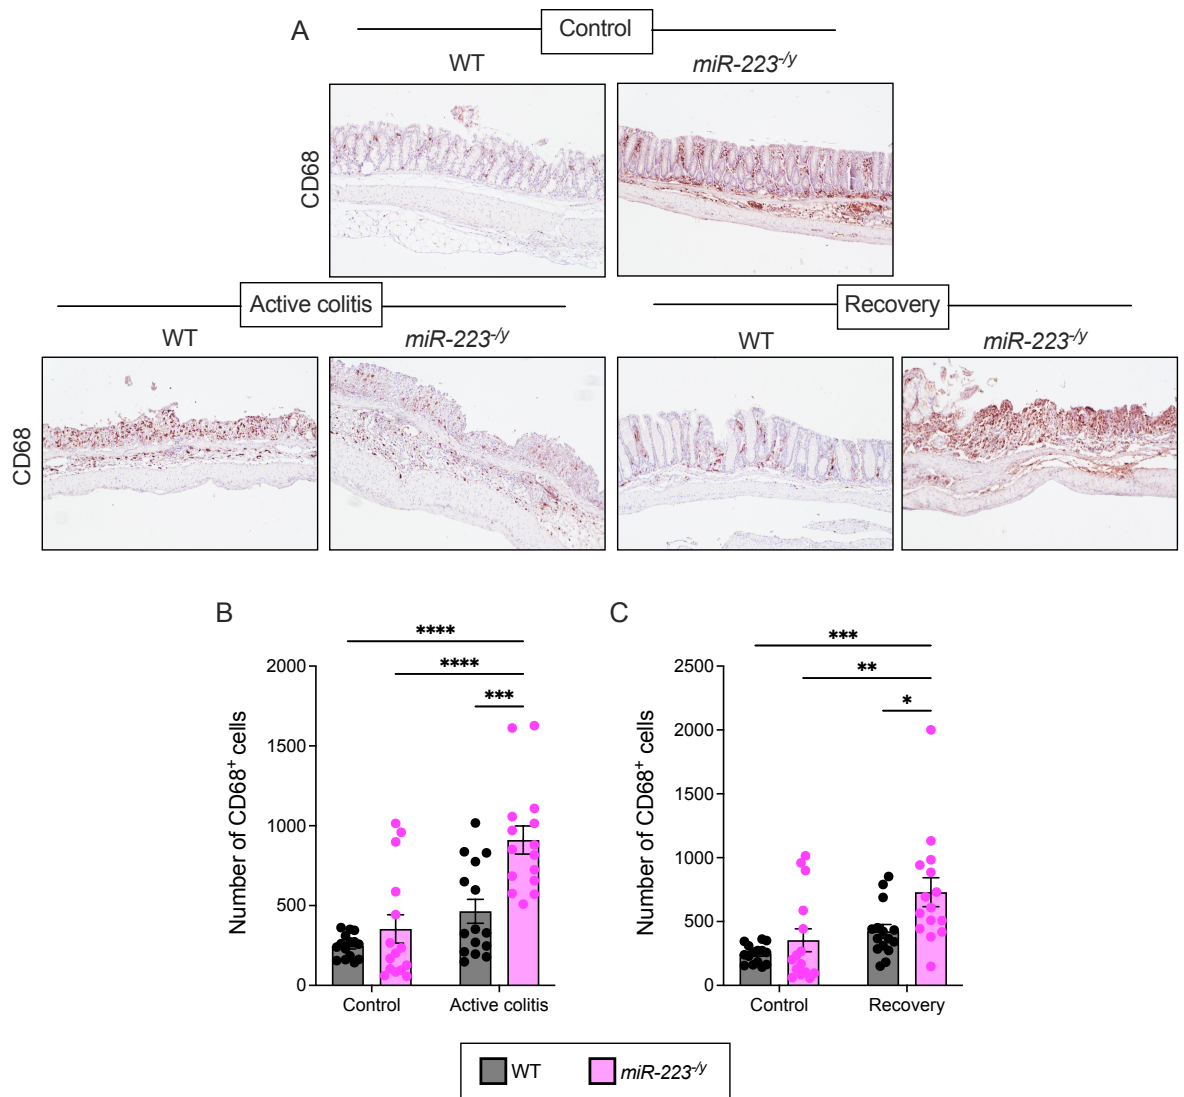 A
Control
WT
miR-223-/y
CD68
Active colitis
Recovery
WT
miR-223-/y
WT
miR-223-/y
CD68
B
****
****
***
2000
1500
1000
500
0
Number of CD68+ cells
Control
Active colitis
C
***
**
*
2500
2000
1500
1000
500
0
Number of CD68+ cells
Control
Recovery
WT
miR-223-/y